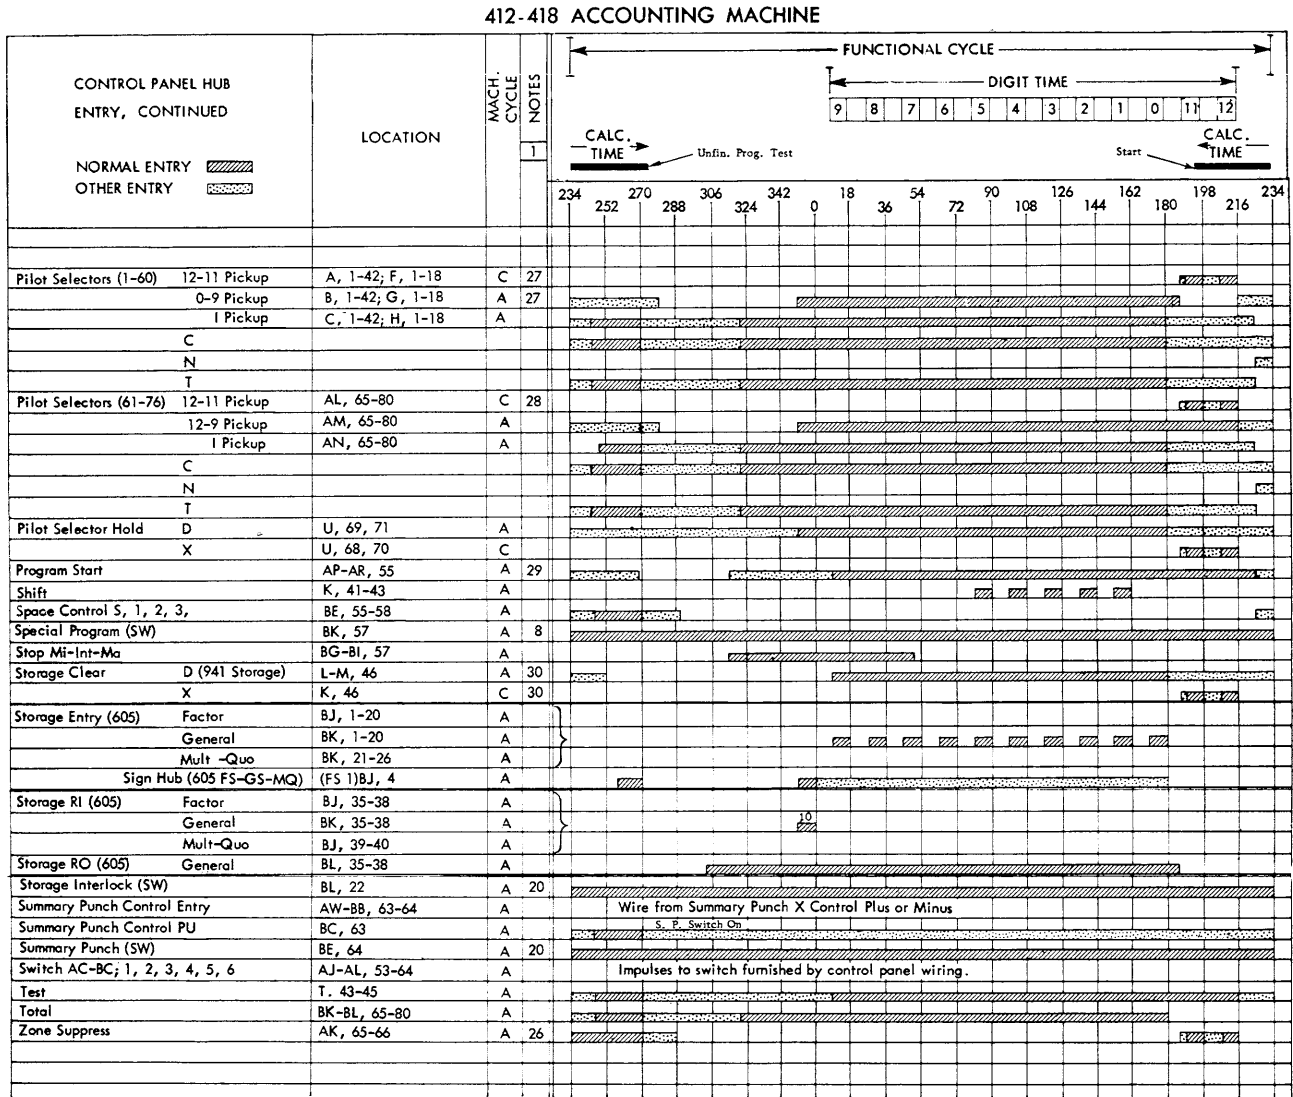 412-418 ACCOUNTING MACHINE
CONTROL PANEL HUB
ENTRY, CONTINUED
NORMAL ENTRY
OTHER ENTRY
LOCATION
MACH. CYCLE
NOTES
1
FUNCTIONAL CYCLE
DIGIT TIME
9 8 7 6 5 4 3 2 1 0 11 12
CALC. TIME
Unfin. Prog. Test
Start
CALC. TIME
234 270 306 342 18 54 90 126 162 198 234
252 288 324 0 36 72 108 144 180 216
Pilot Selectors (1-60) 12-11 Pickup A, 1-42; F, 1-18 C 27
0-9 Pickup B, 1-42; G, 1-18 A 27
I Pickup C, 1-42; H, 1-18 A
C
N
T
Pilot Selectors (61-76) 12-11 Pickup AL, 65-80 C 28
12-9 Pickup AM, 65-80 A
I Pickup AN, 65-80 A
C
N
T
Pilot Selector Hold D U, 69, 71 A
X U, 68, 70 C
Program Start AP-AR, 55 A 29
Shift K, 41-43 A
Space Control S, 1, 2, 3, BE, 55-58 A
Special Program (SW) BK, 57 A 8
Stop Mi-Int-Ma BG-BI, 57 A
Storage Clear D (941 Storage) L-M, 46 A 30
X K, 46 C 30
Storage Entry (605) Factor BJ, 1-20 A
General BK, 1-20 A
Mult -Quo BK, 21-26 A
Sign Hub (605 FS-GS-MQ) (FS 1)BJ, 4 A
Storage RI (605) Factor BJ, 35-38 A
General BK, 35-38 A 10
Mult-Quo BJ, 39-40 A
Storage RO (605) General BL, 35-38 A
Storage Interlock (SW) BL, 22 A 20
Summary Punch Control Entry AW-BB, 63-64 A Wire from Summary Punch X Control Plus or Minus
Summary Punch Control PU BC, 63 A S. P. Switch On
Summary Punch (SW) BE, 64 A 20
Switch AC-BC; 1, 2, 3, 4, 5, 6 AJ-AL, 53-64 A Impulses to switch furnished by control panel wiring.
Test T. 43-45 A
Total BK-BL, 65-80 A
Zone Suppress AK, 65-66 A 26